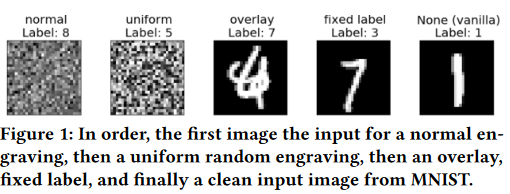 normal uniform overlay fixed label None (vanilla)
Label: 8 Label: 5 Label: 7 Label: 3 Label: 1
7
Figure 1: In order, the first image the input for a normal en-
graving, then a uniform random engraving, then an overlay,
fixed label, and finally a clean input image from MNIST.